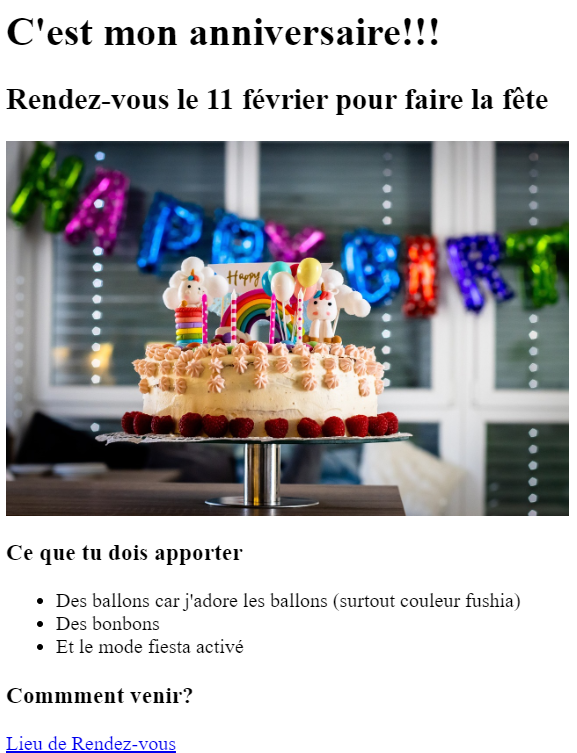 C'est mon anniversaire!!!
Rendez-vous le 11 février pour faire la fête
HAPPY BIRT
Happy
Ce que tu dois apporter
Des ballons car j'adore les ballons (surtout couleur fushia)
Des bonbons
Et le mode fiesta activé
Commment venir?
Lieu de Rendez-vous